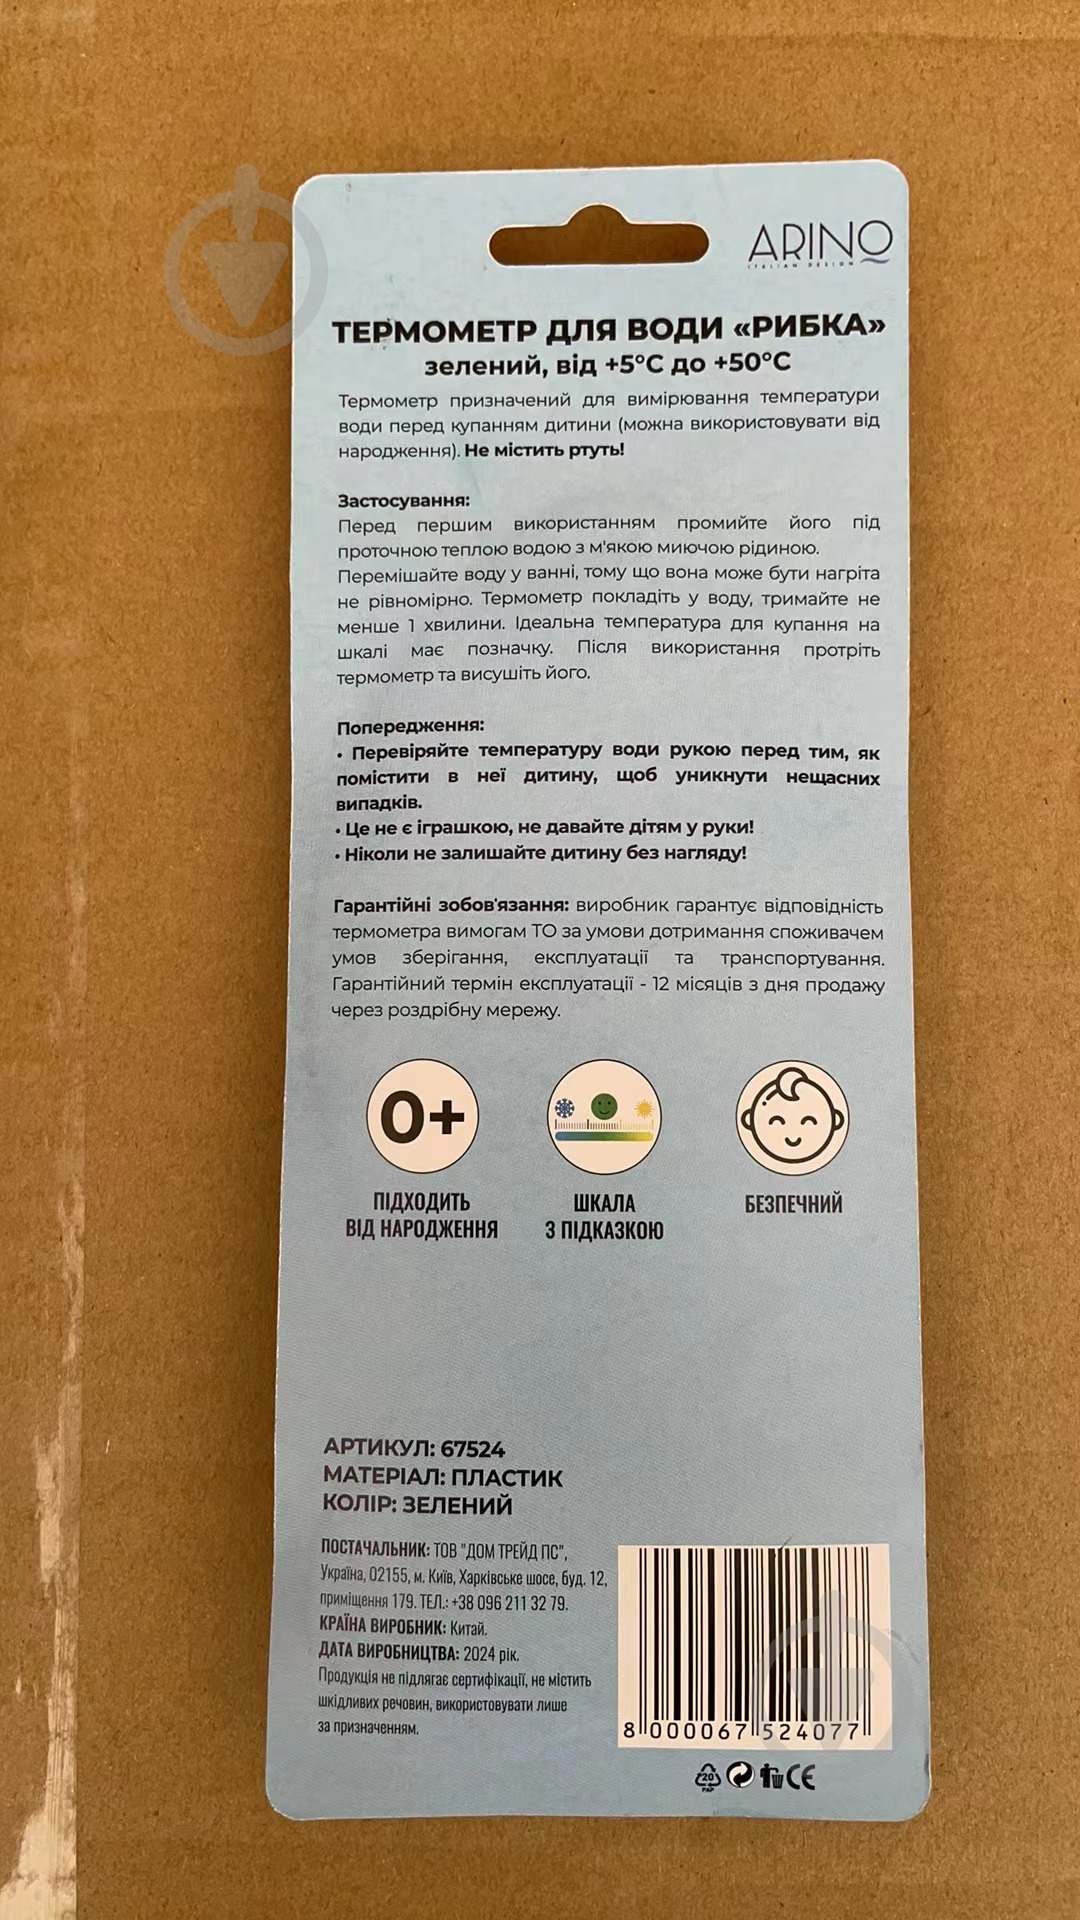 ARINO
ITALIAN DESIGN
ТЕРМОМЕТР ДЛЯ ВОДИ «РИБКА»
зелений, від +5°C до +50°C
Термометр призначений для вимірювання температури
води перед купанням дитини (можна використовувати від
народження). Не містить ртуть!
Застосування:
Перед першим використанням промийте його під
проточною теплою водою з м'якою миючою рідиною.
Перемішайте воду у ванні, тому що вона може бути нагріта
не рівномірно. Термометр покладіть у воду, тримайте не
менше 1 хвилини. Ідеальна температура для купання на
шкалі має позначку. Після використання протріть
термометр та висушіть його.
Попередження:
• Перевіряйте температуру води рукою перед тим, як
помістити в неї дитину, щоб уникнути нещасних
випадків.
• Це не є іграшкою, не давайте дітям у руки!
• Ніколи не залишайте дитину без нагляду!
Гарантійні зобов'язання: виробник гарантує відповідність
термометра вимогам ТО за умови дотримання споживачем
умов зберігання, експлуатації та транспортування.
Гарантійний термін експлуатації - 12 місяців з дня продажу
через роздрібну мережу.
0+
ПІДХОДИТЬ
ВІД НАРОДЖЕННЯ
ШКАЛА
З ПІДКАЗКОЮ
БЕЗПЕЧНИЙ
АРТИКУЛ: 67524
МАТЕРІАЛ: ПЛАСТИК
КОЛІР: ЗЕЛЕНИЙ
ПОСТАЧАЛЬНИК: ТОВ "ДОМ ТРЕЙД ПС",
Україна, 02155, м. Київ, Харківське шосе, буд. 12,
приміщення 179. ТЕЛ.: +38 096 211 32 79.
КРАЇНА ВИРОБНИК: Китай.
ДАТА ВИРОБНИЦТВА: 2024 рік.
Продукція не підлягає сертифікації, не містить
шкідливих речовин, використовувати лише
за призначенням.
8 000067 524077
20
PAP
CE